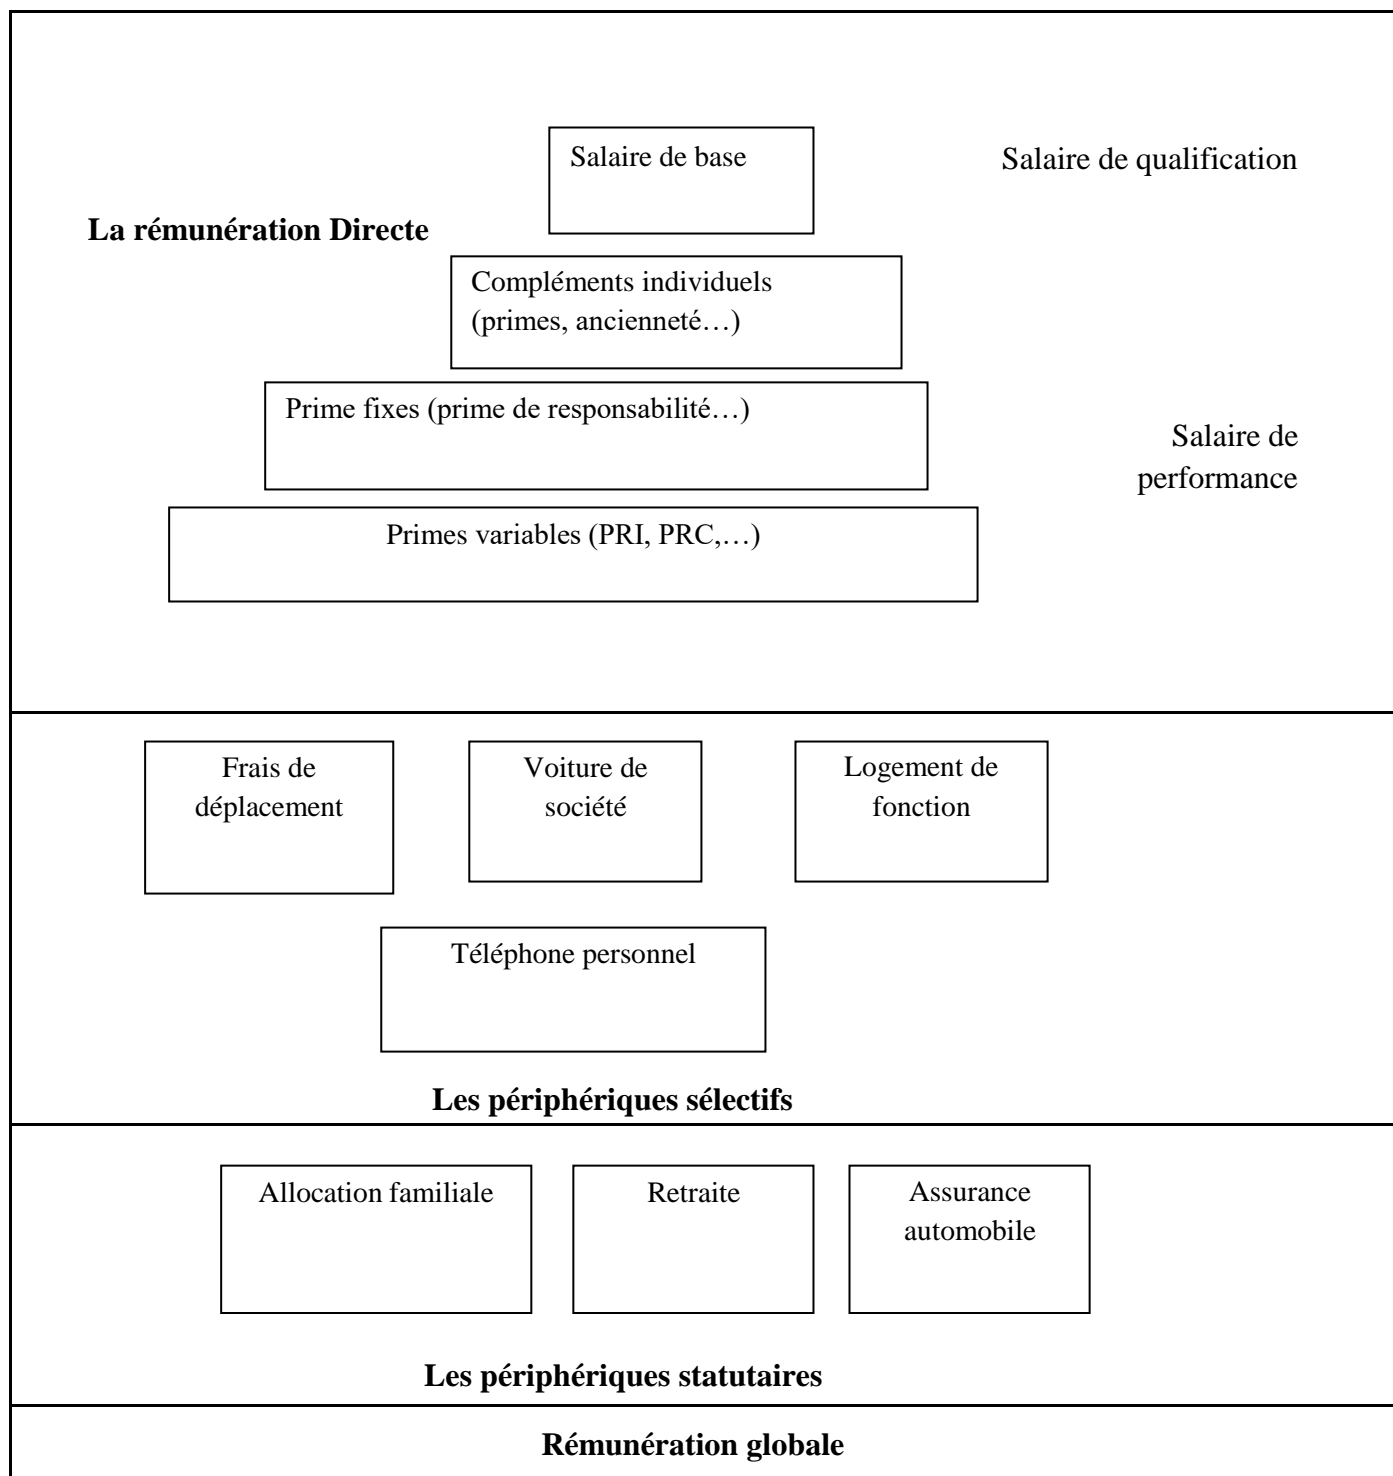 Salaire de base
Salaire de qualification
La rémunération Directe
Compléments individuels
(primes, ancienneté…)
Prime fixes (prime de responsabilité…)
Salaire de
performance
Primes variables (PRI, PRC,…)
Frais de
déplacement
Voiture de
société
Logement de
fonction
Téléphone personnel
Les périphériques sélectifs
Allocation familiale
Retraite
Assurance
automobile
Les périphériques statutaires
Rémunération globale